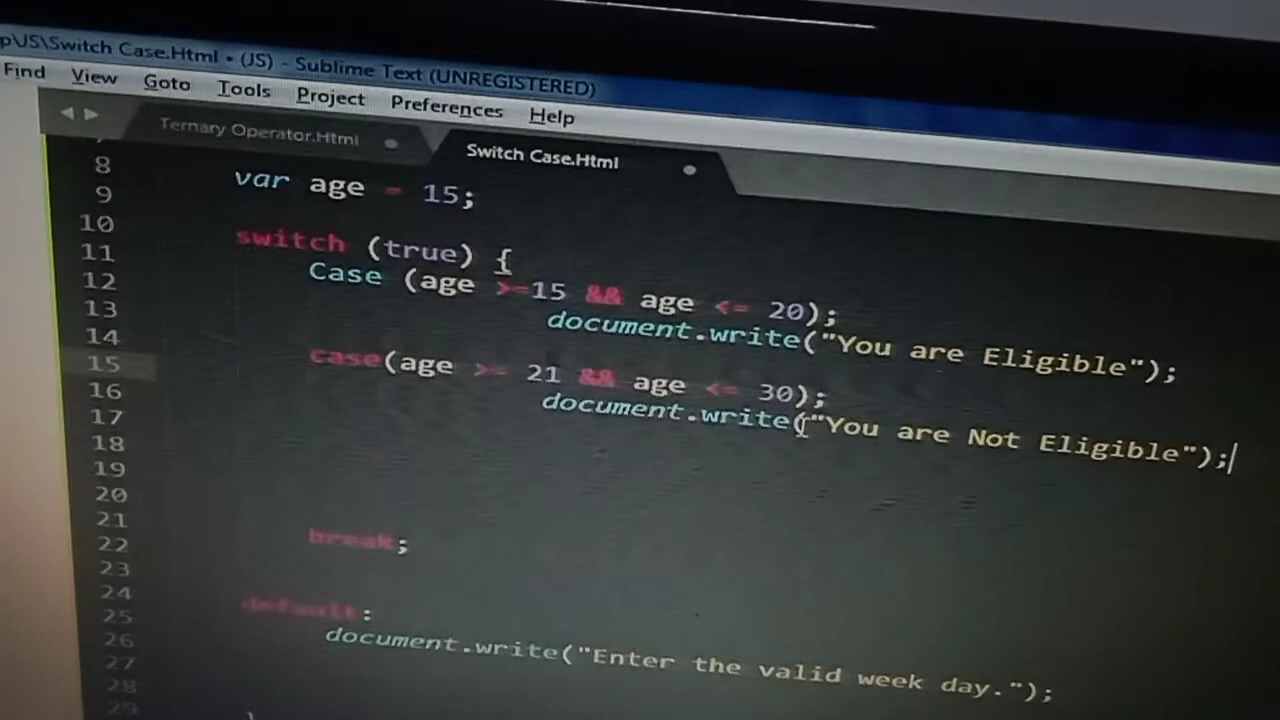 p\JS\Switch Case.Html • (JS) - Sublime Text (UNREGISTERED)
Find View Goto Tools Project Preferences Help
Ternary Operator.Html
Switch Case.Html
8
9 var age = 15;
10
11 switch (true) {
12 Case (age >=15 && age <= 20);
13 document.write("You are Eligible");
14
15 case(age >= 21 && age <= 30);
16 document.write("You are Not Eligible");
17
18
19
20
21
22 break;
23
24
25 default:
26 document.write("Enter the valid week day.");
27
28
29 }